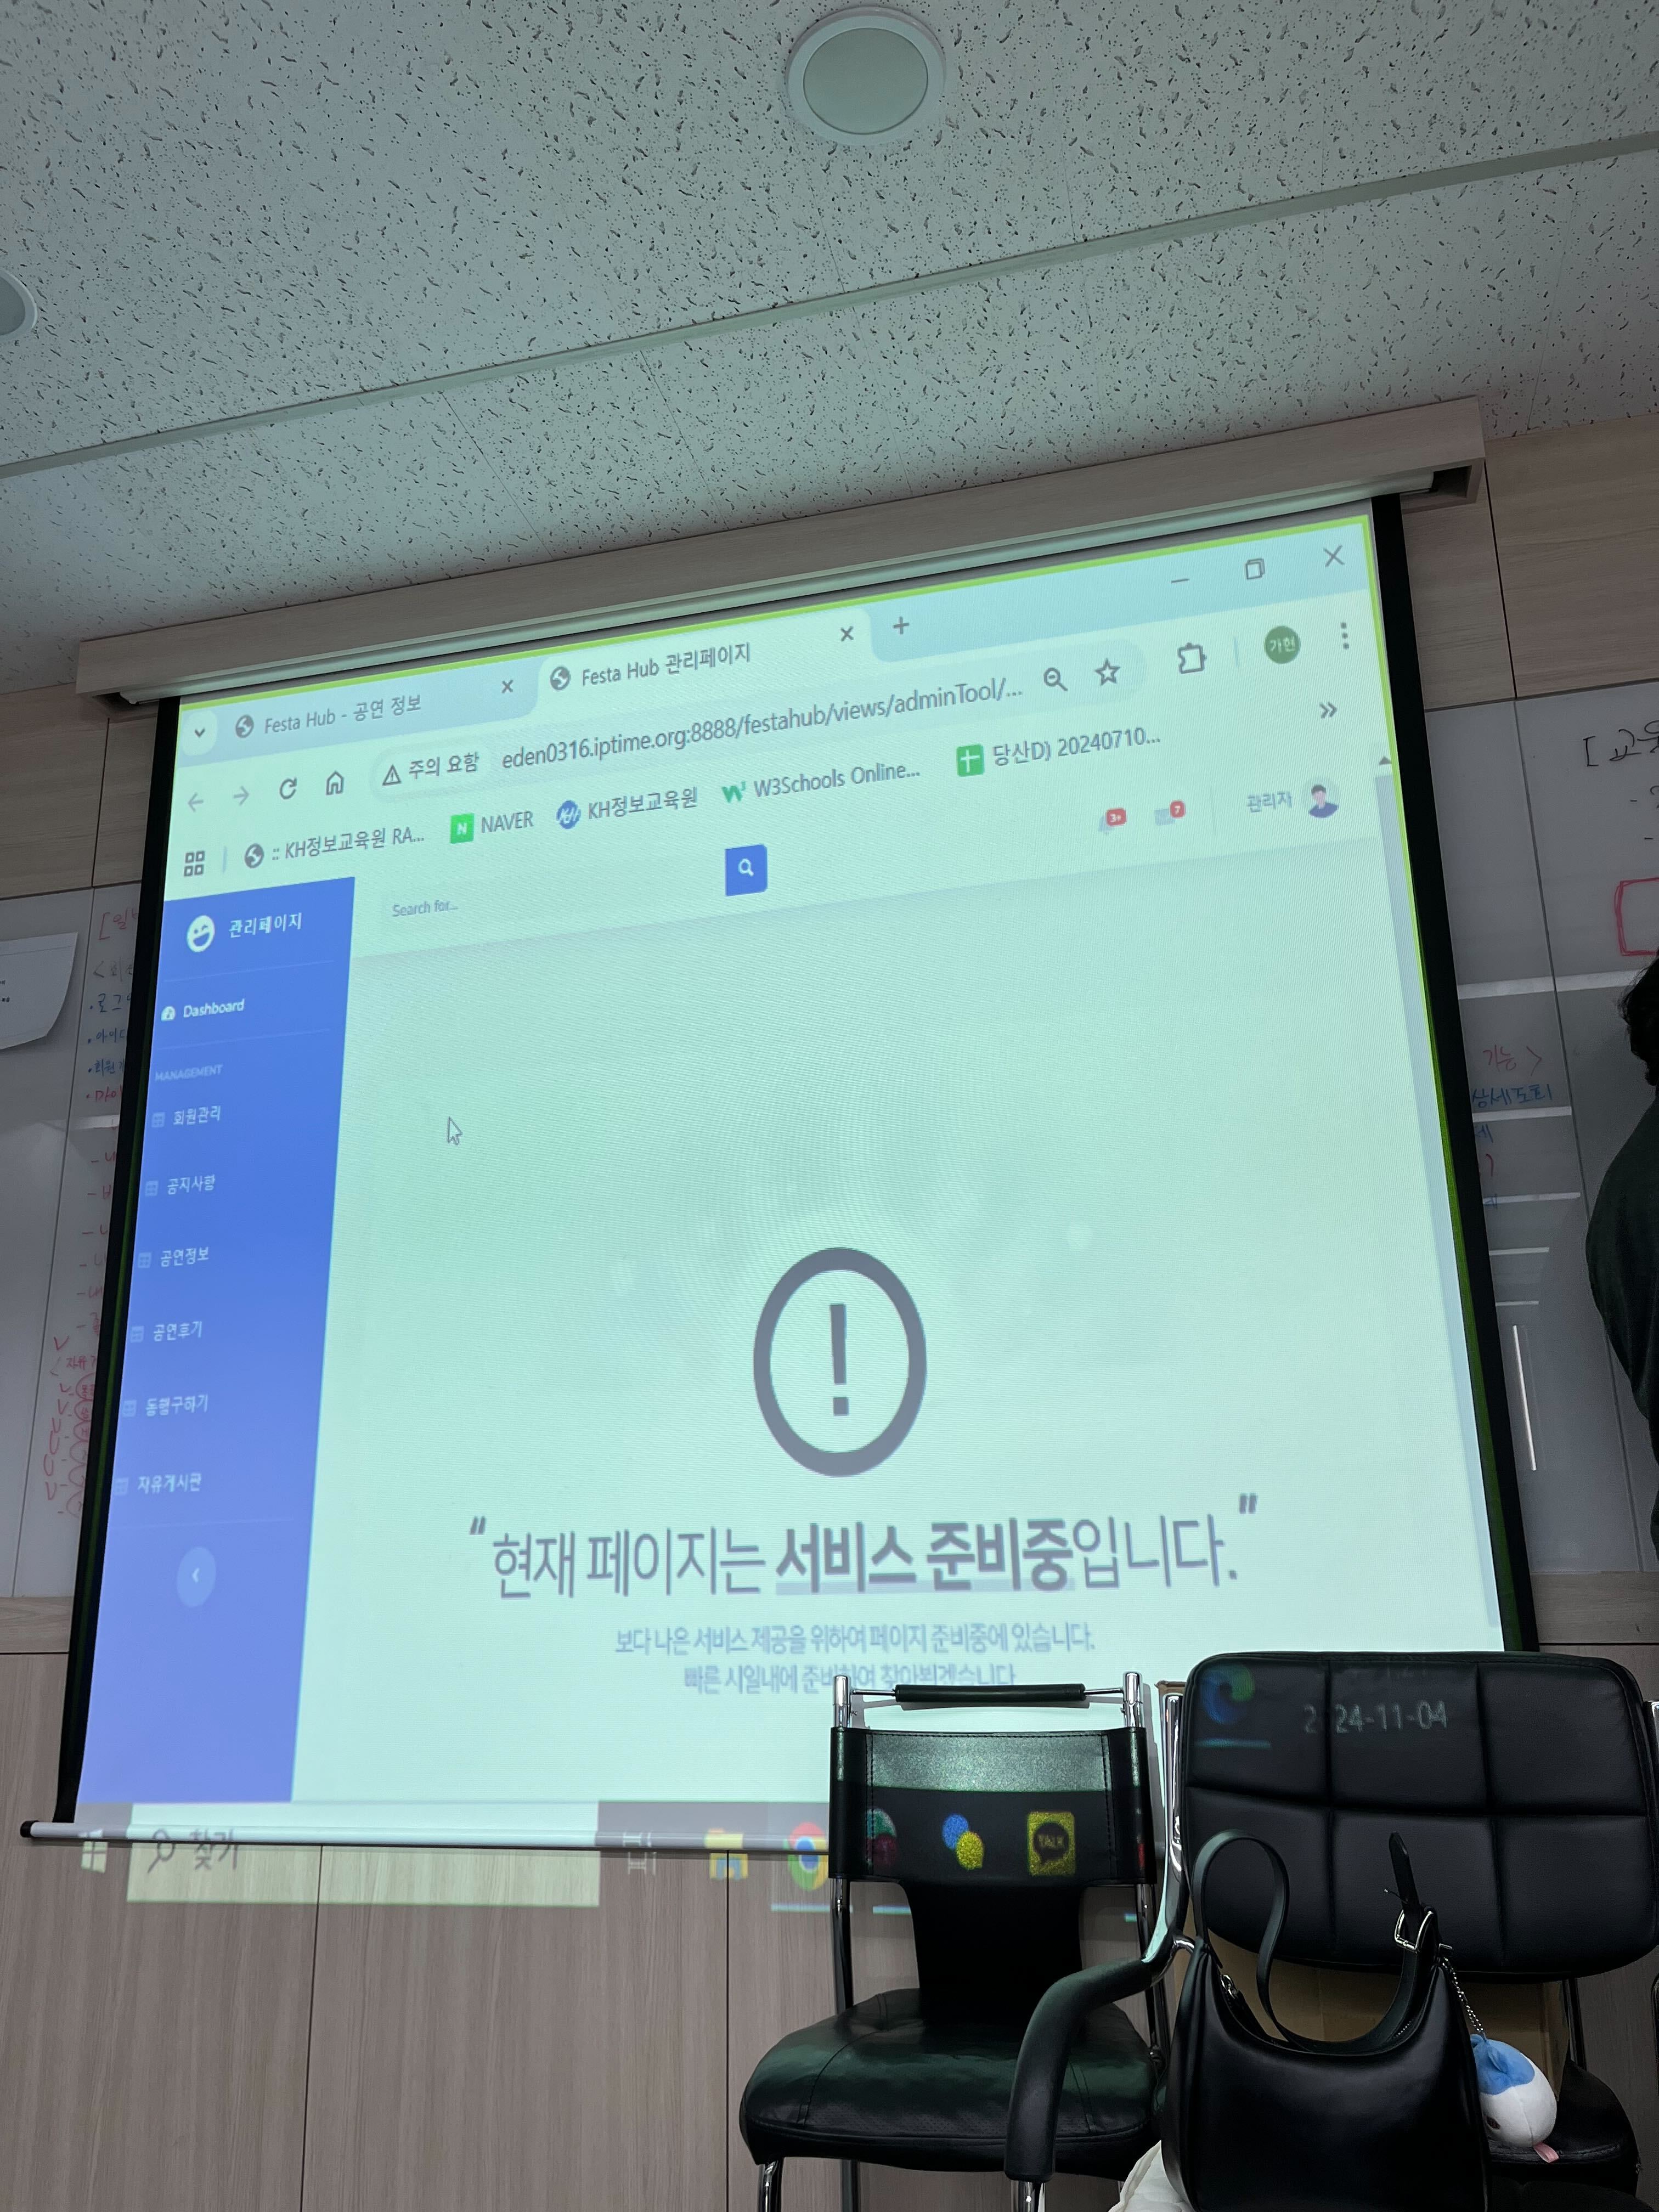 Festa Hub - 공연 정보
Festa Hub 관리페이지
주의 요함 eden0316.iptime.org:8888/festahub/views/adminTool/...
가현
:: KH정보교육원 RA...
NAVER
KH정보교육원
W3Schools Online...
당산D) 20240710...
관리페이지
Search for...
3+
7
관리자
Dashboard
MANAGEMENT
회원관리
공지사항
공연정보
공연후기
동행구하기
자유게시판
"현재 페이지는 서비스 준비중입니다."
보다 나은 서비스 제공을 위하여 페이지 준비중에 있습니다.
빠른 시일내에 준비하여 찾아뵙겠습니다
찾기
TALK
2024-11-04
기능 >